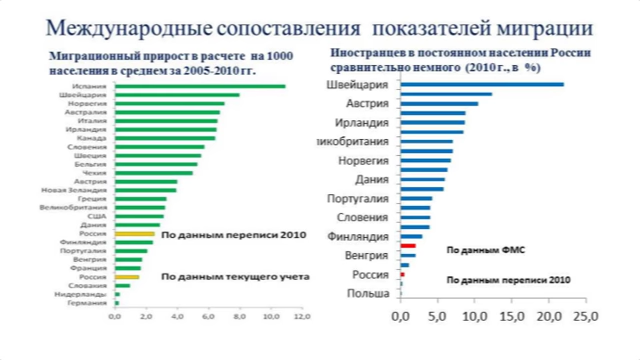 Международные сопоставления показателей миграции
Миграционный прирост в расчете на 1000
населения в среднем за 2005-2010 гг.
Испания
Швейцария
Норвегия
Австралия
Италия
Ирландия
Канада
Словения
Швеция
Бельгия
Чехия
Австрия
Новая Зеландия
Греция
Великобритания
США
Дания
Россия
Финляндия
Португалия
Венгрия
Франция
Россия
Словакия
Нидерланды
Германия
По данным переписи 2010
По данным текущего учета
0,0 2,0 4,0 6,0 8,0 10,0 12,0
Иностранцев в постоянном населении России
сравнительно немного (2010 г., в %)
Швейцария
Австрия
Ирландия
ликобритания
Норвегия
Дания
Португалия
Словения
Финляндия
Венгрия
Россия
Польша
По данным ФМС
По данным переписи 2010
0,0 5,0 10,0 15,0 20,0 25,0